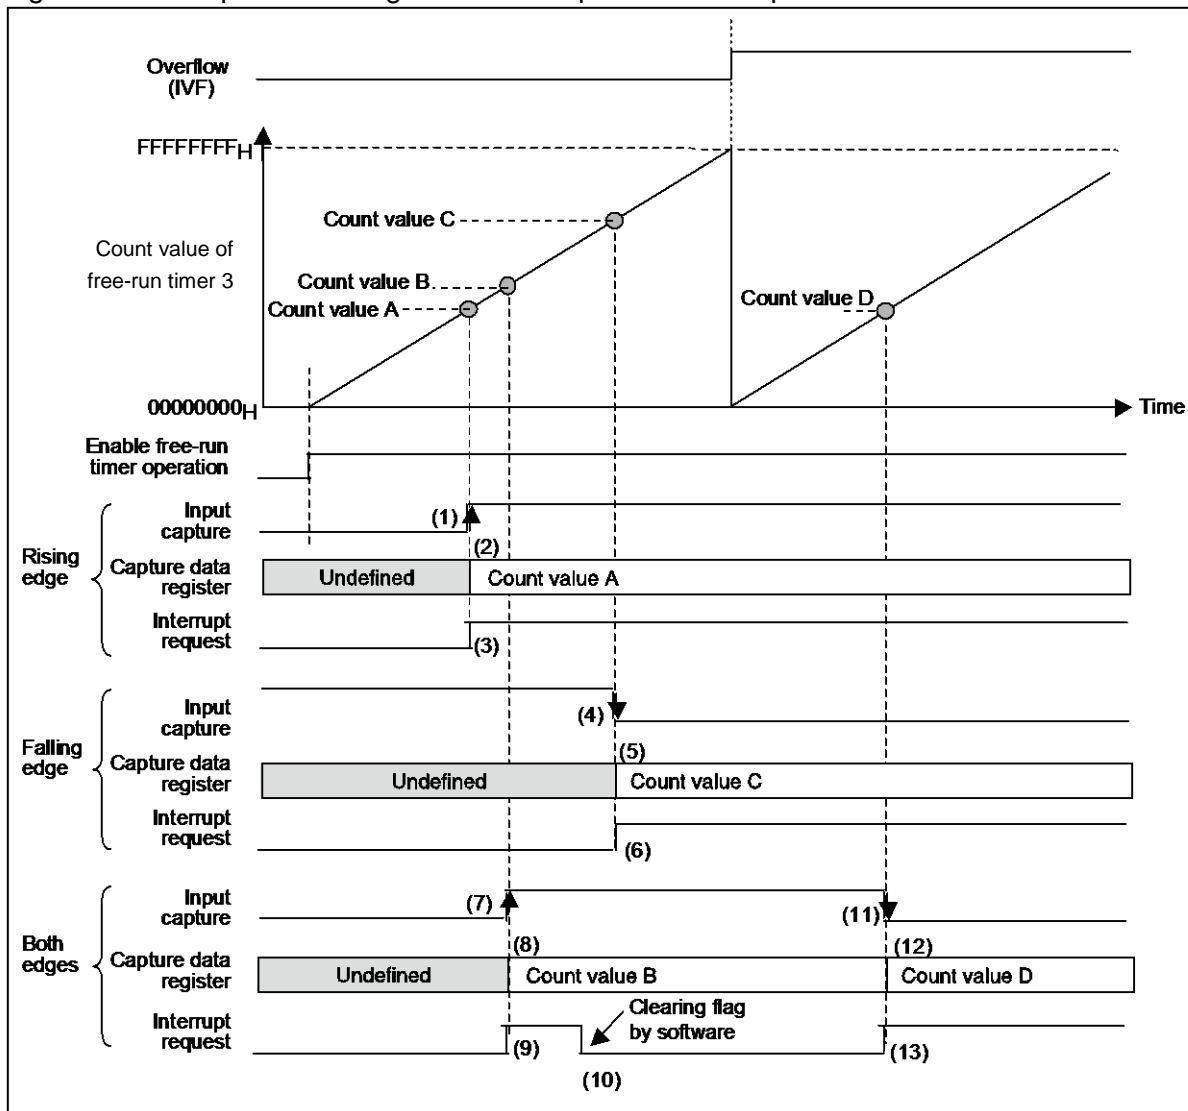 Overflow
(IVF)
FFFFFFFFH
Count value C
Count value of
free-run timer 3
Count value B
Count value A
Count value D
00000000H
Time
Enable free-run
timer operation
Rising
edge
Input
capture
(1)
(2)
Capture data
register
Undefined
Count value A
Interrupt
request
(3)
Falling
edge
Input
capture
(4)
(5)
Capture data
register
Undefined
Count value C
Interrupt
request
(6)
Both
edges
Input
capture
(7)
(11)
(8)
(12)
Capture data
register
Undefined
Count value B
Count value D
Interrupt
request
(9)
Clearing flag
by software
(13)
(10)